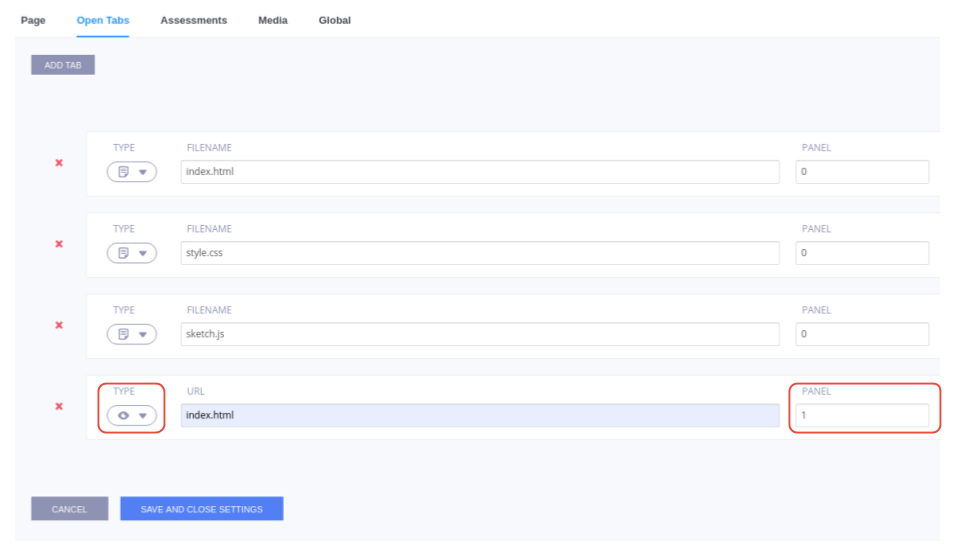 Page Open Tabs Assessments Media Global
ADD TAB
TYPE FILENAME PANEL
index.html 0
TYPE FILENAME PANEL
style.css 0
TYPE FILENAME PANEL
sketch.js 0
TYPE URL PANEL
index.html 1
CANCEL SAVE AND CLOSE SETTINGS